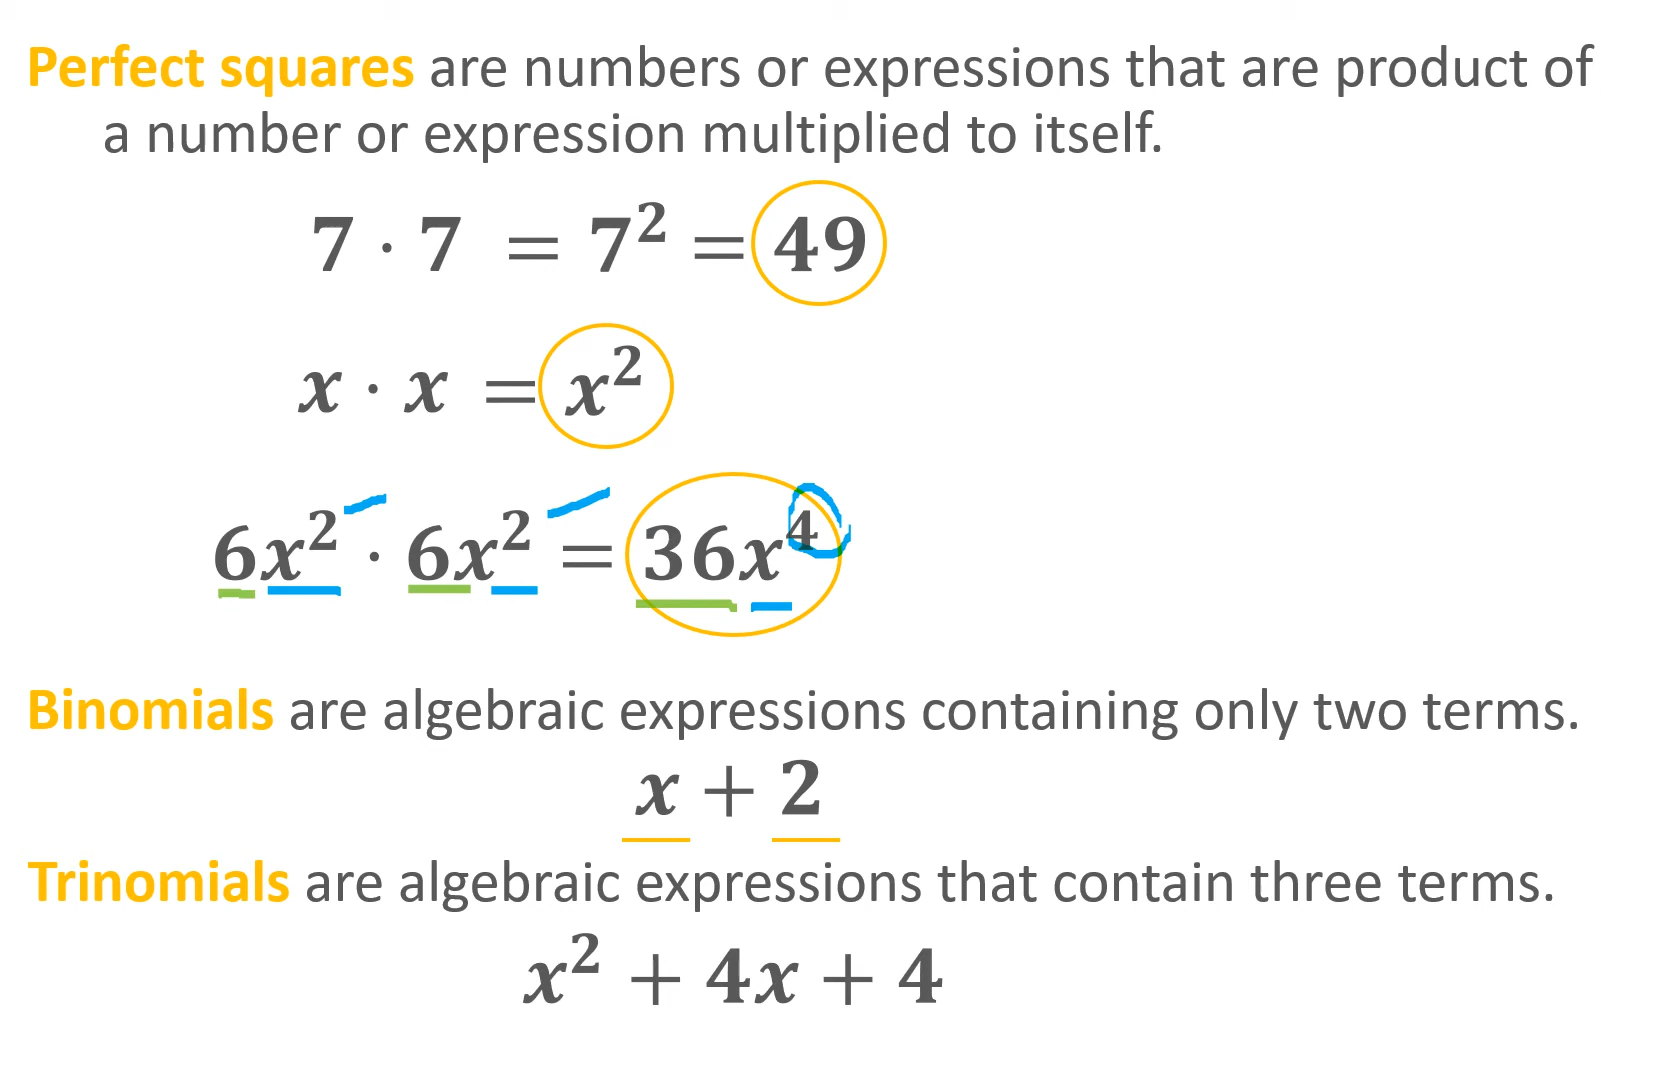 Perfect squares are numbers or expressions that are product of
a number or expression multiplied to itself.
7 · 7 = 7² = 49
x · x = x²
6x² · 6x² = 36x⁴
Binomials are algebraic expressions containing only two terms.
x + 2
Trinomials are algebraic expressions that contain three terms.
x² + 4x + 4